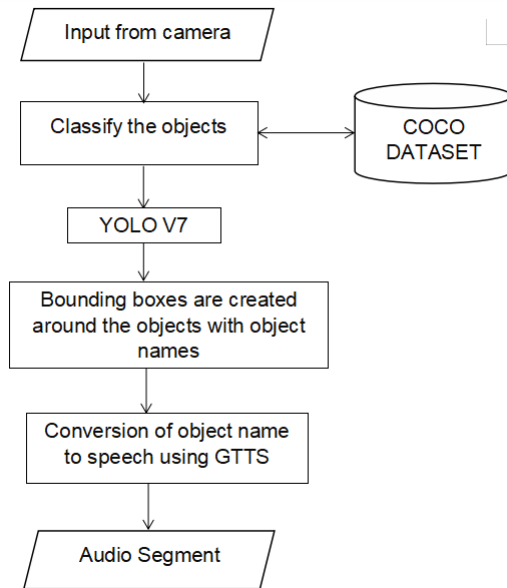 Input from camera
Classify the objects
COCO
DATASET
YOLO V7
Bounding boxes are created
around the objects with object
names
Conversion of object name
to speech using GTTS
Audio Segment